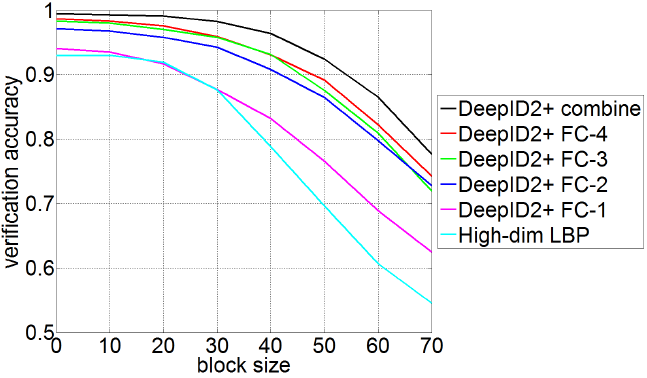 1
0.9
0.8
0.7
0.6
0.5
verification accuracy
0 10 20 30 40 50 60 70
block size
DeepID2+ combine
DeepID2+ FC-4
DeepID2+ FC-3
DeepID2+ FC-2
DeepID2+ FC-1
High-dim LBP